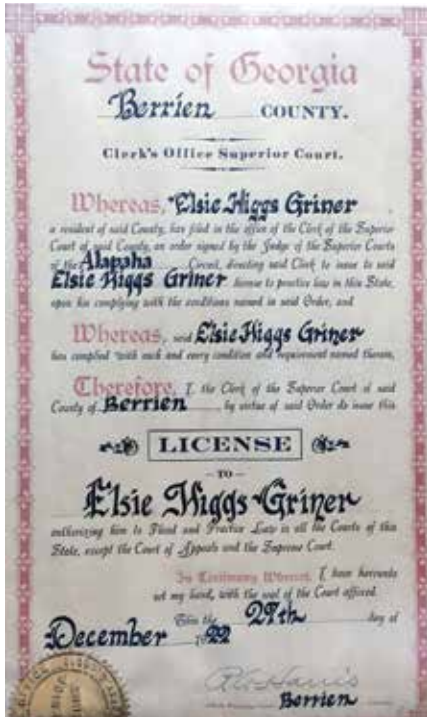 State of Georgia
Berrien COUNTY.
Clerk's Office Superior Court.
Whereas, Elsie Higgs Griner
a resident of said County, has filed in the office of the Clerk of the Superior
Court of said County, an order signed by the Judge of the Superior Courts
of the Alapaha Circuit, directing said Clerk to issue to said
Elsie Higgs Griner license to practice law in this State,
upon his complying with the conditions named in said Order, and
Whereas, said Elsie Higgs Griner
has complied with each and every condition and requirement named therein,
Therefore, I, the Clerk of the Superior Court of said
County of Berrien, by virtue of said Order do issue this
LICENSE
TO
Elsie Higgs Griner
authorizing him to Plead and Practice Law in all the Courts of this
State, except the Court of Appeals and the Supreme Court.
In Testimony Whereof, I have hereunto
set my hand, with the seal of the Court affixed.
This the 29th day of
December 1922
Harris
Berrien